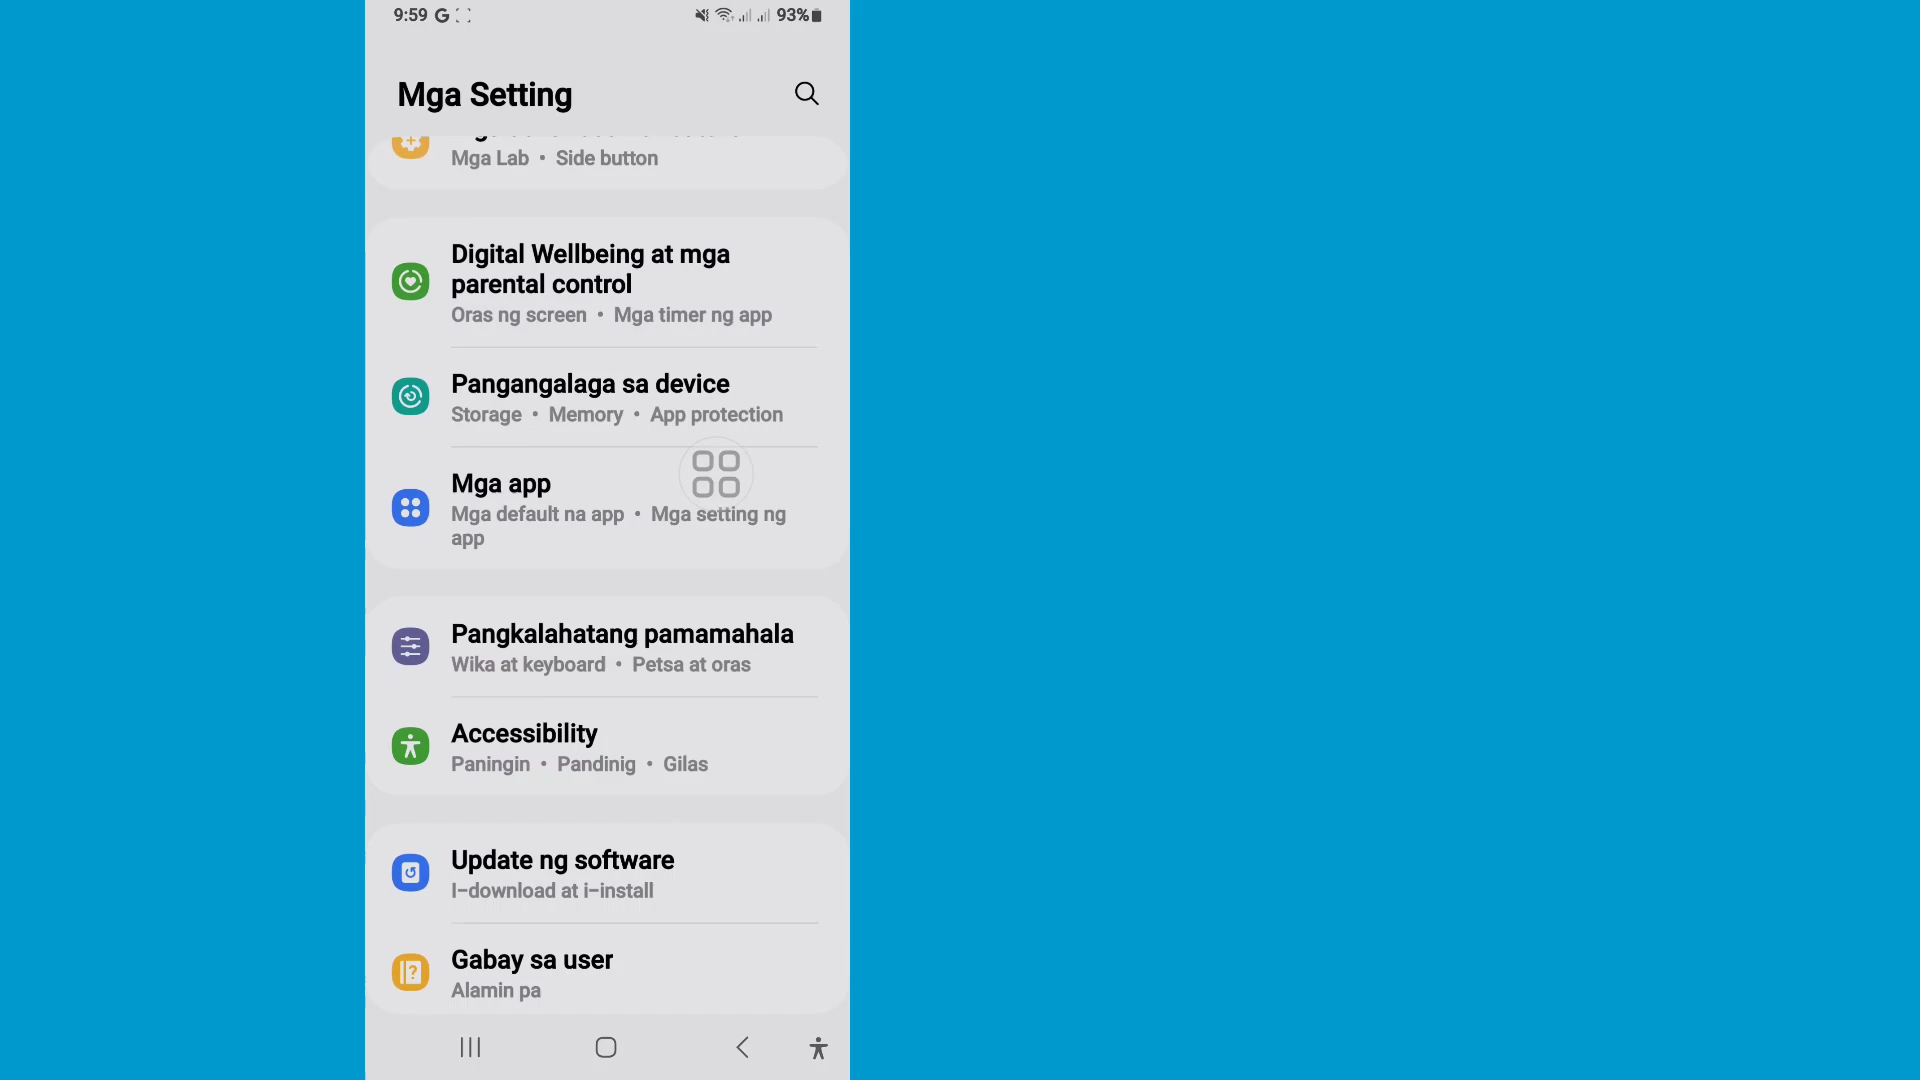 9:59 G 93%
Mga Setting
Mga Lab • Side button
Digital Wellbeing at mga
parental control
Oras ng screen • Mga timer ng app
Pangangalaga sa device
Storage • Memory • App protection
Mga app
Mga default na app • Mga setting ng
app
Pangkalahatang pamamahala
Wika at keyboard • Petsa at oras
Accessibility
Paningin • Pandinig • Gilas
Update ng software
I-download at i-install
Gabay sa user
Alamin pa